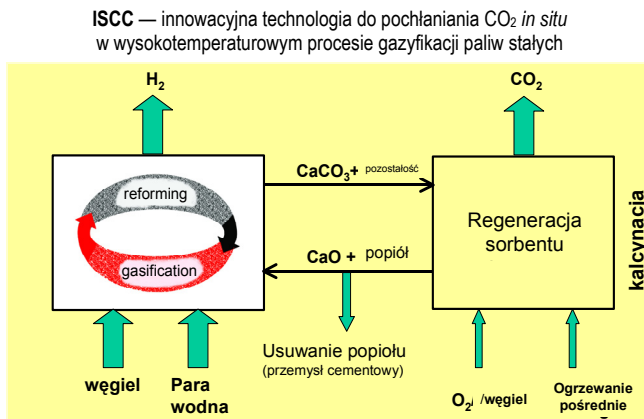 ISCC — innowacyjna technologia do pochłaniania CO₂ in situ
w wysokotemperaturowym procesie gazyfikacji paliw stałych
H₂
CO₂
CaCO₃+ pozostałość
reforming
gasification
Regeneracja
sorbentu
kalcynacja
CaO + popiół
Usuwanie popiołu
(przemysł cementowy)
węgiel
Para
wodna
O₂/ /węgiel
Ogrzewanie
pośrednie